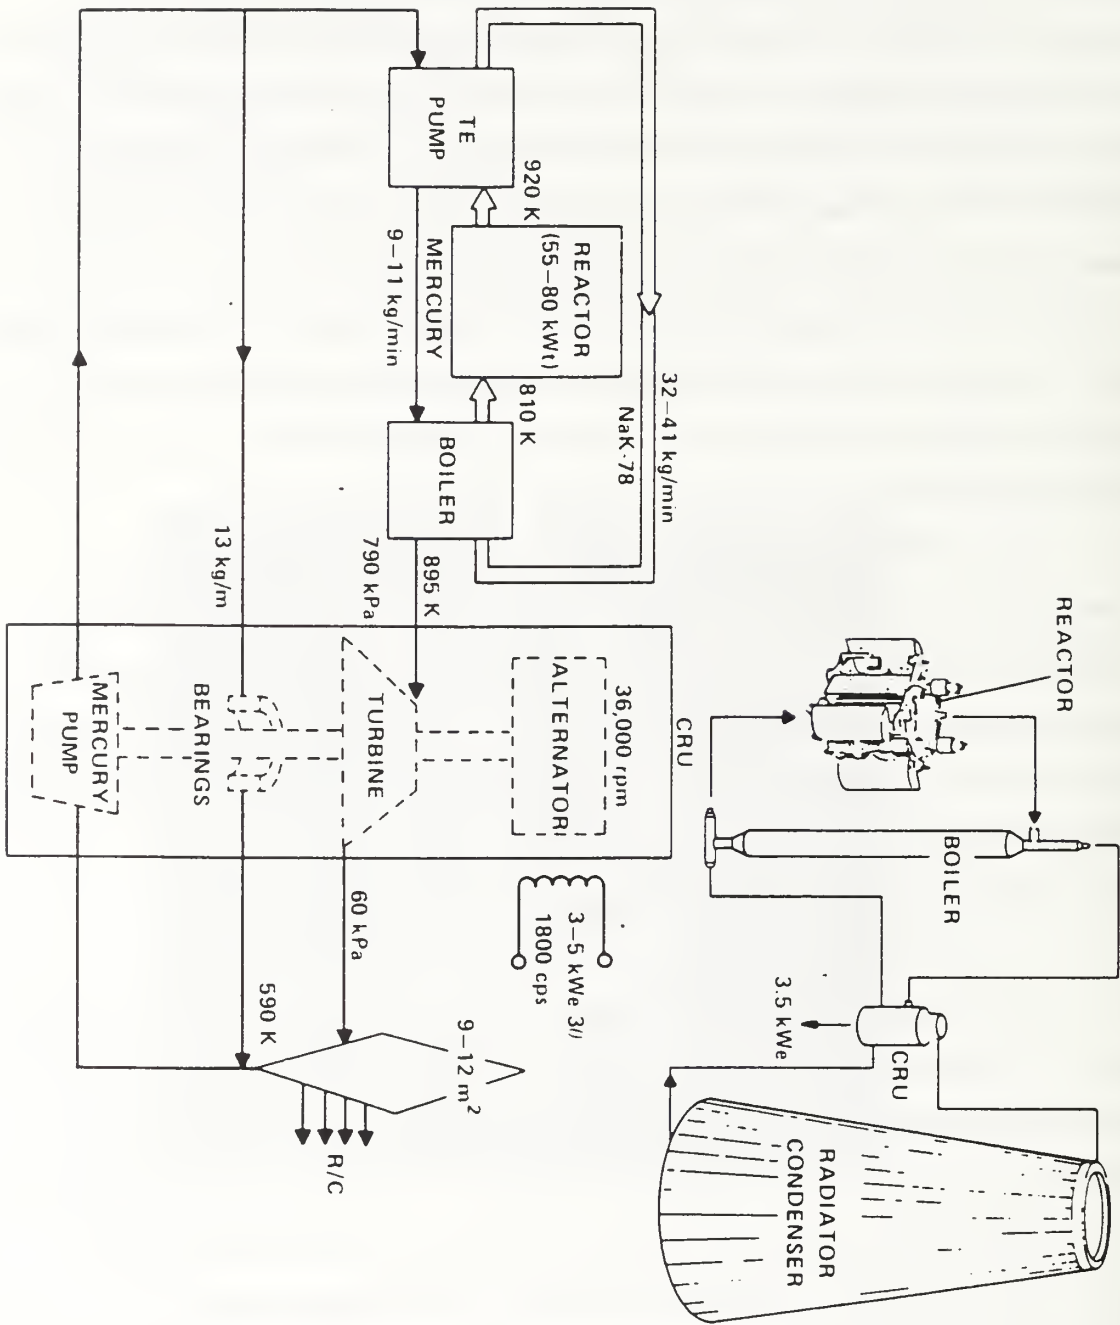 REACTOR
BOILER
3.5 kWe
CRU
RADIATOR
CONDENSER
32–41 kg/min
NaK-78
920 K
REACTOR
(55–80 kWt)
810 K
TE
PUMP
MERCURY
9–11 kg/min
BOILER
895 K
790 kPa
13 kg/m
CRU
36,000 rpm
ALTERNATOR
TURBINE
BEARINGS
MERCURY
PUMP
3–5 kWe
1800 cps
60 kPa
590 K
9–12 m²
R/C